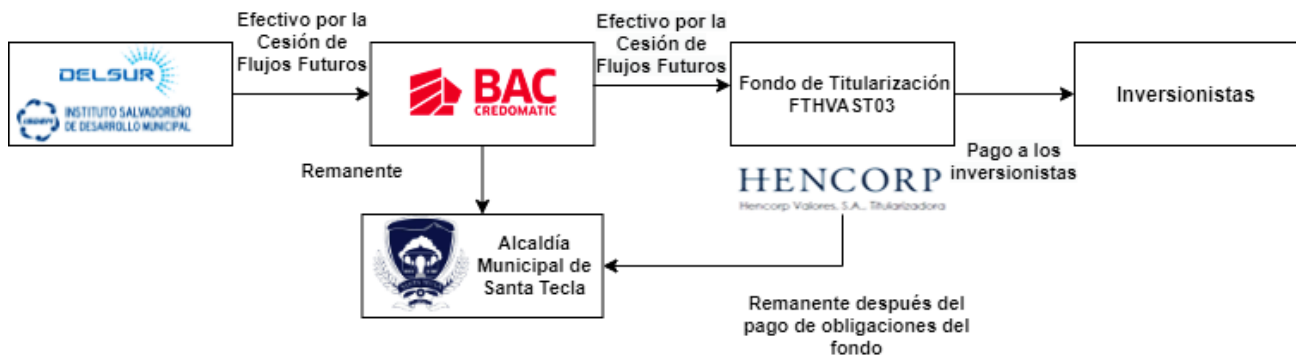 Efectivo por la
Cesión de
Flujos Futuros
Efectivo por la
Cesión de
Flujos Futuros
DELSUR
INSTITUTO SALVADOREÑO
DE DESARROLLO MUNICIPAL
BAC
CREDOMATIC
Fondo de Titularización
FTHVAST03
Inversionistas
Remanente
Pago a los
inversionistas
HENCORP
Hencorp Valores, S.A., Titularizadora
Alcaldía
Municipal de
Santa Tecla
SANTA TECLA
Remanente después del
pago de obligaciones del
fondo